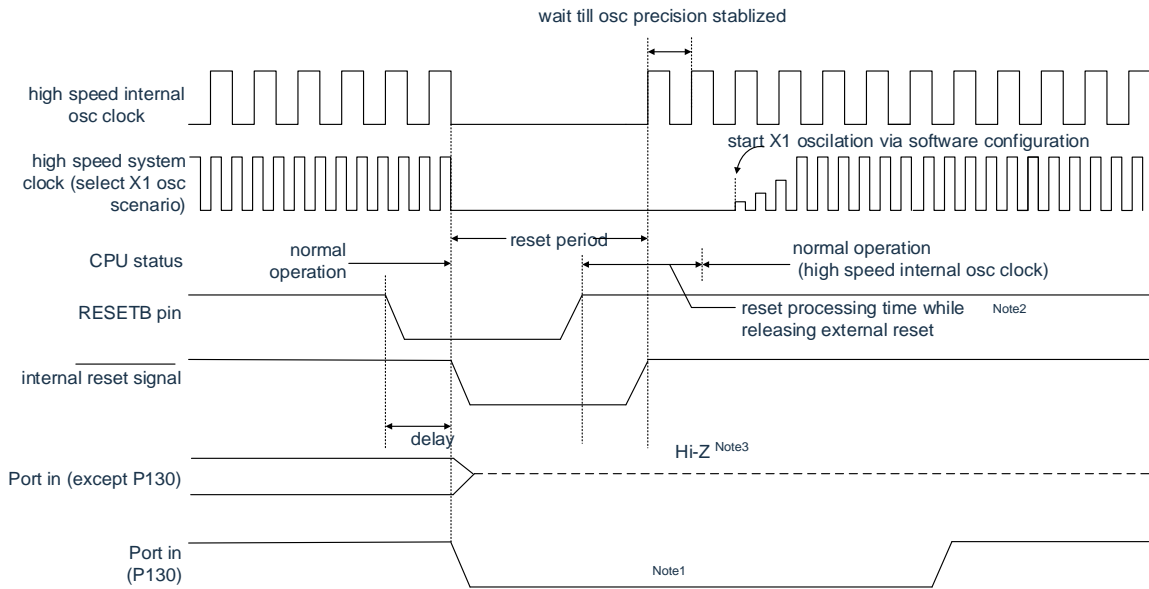 wait till osc precision stablized
high speed internal
osc clock
start X1 oscilation via software configuration
high speed system
clock (select X1 osc
scenario)
reset period
normal
operation
normal operation
(high speed internal osc clock)
CPU status
RESETB pin
reset processing time while Note2
releasing external reset
internal reset signal
delay
Hi-Z Note3
Port in (except P130)
Port in
(P130)
Note1